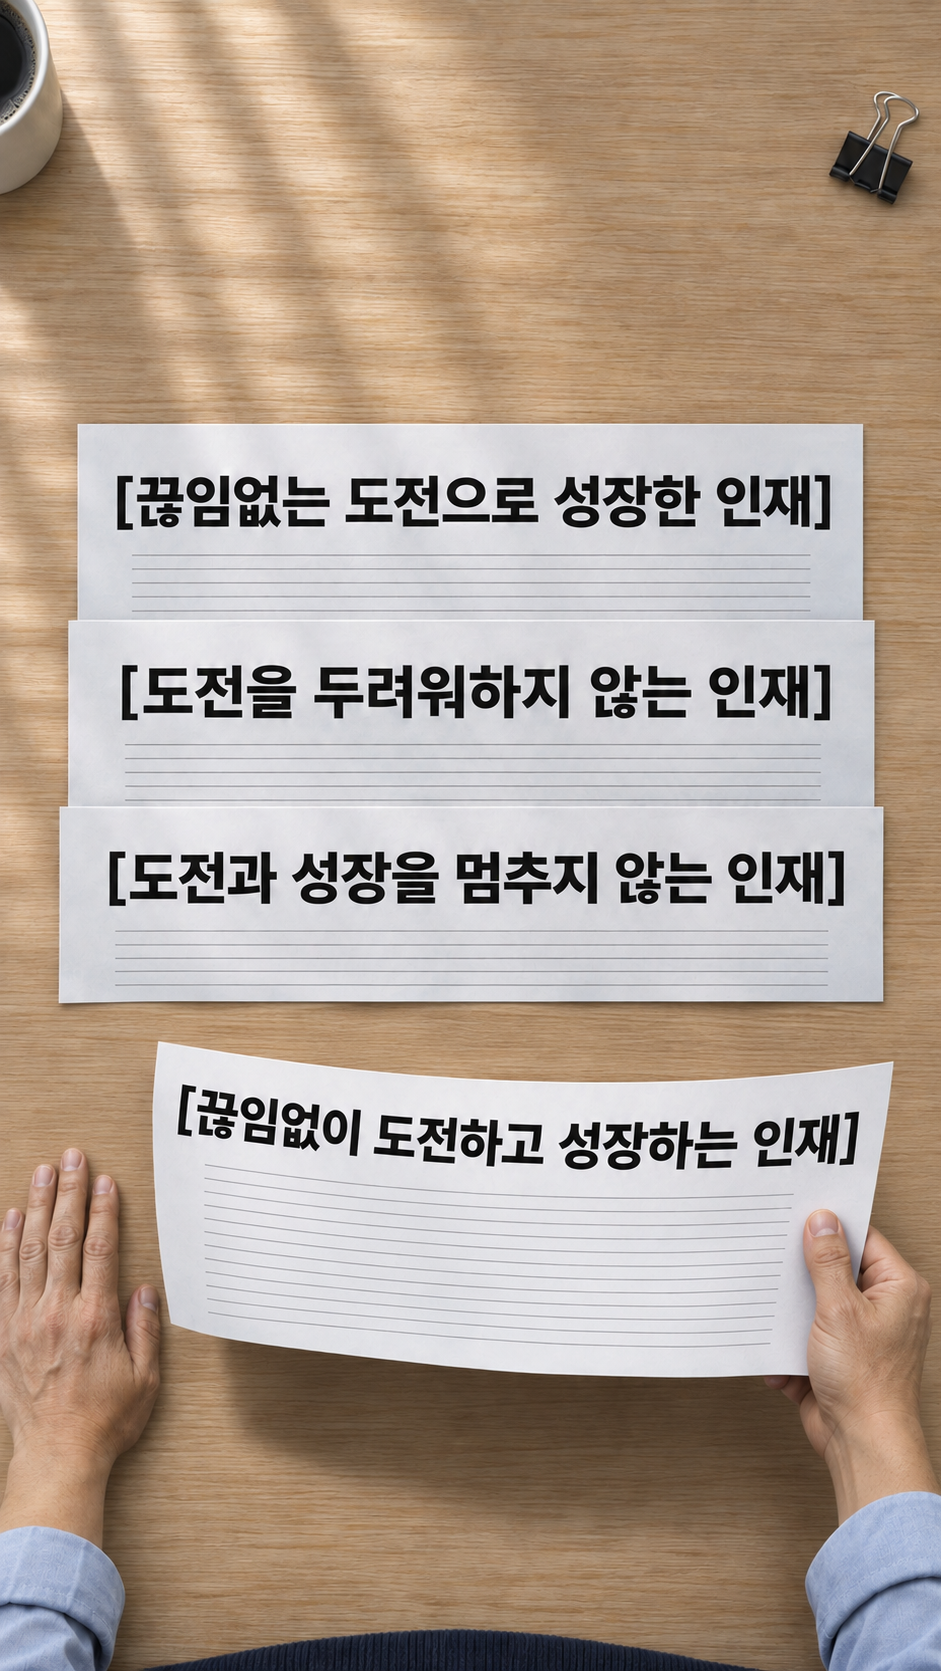 [끊임없는 도전으로 성장한 인재]
[도전을 두려워하지 않는 인재]
[도전과 성장을 멈추지 않는 인재]
[끊임없이 도전하고 성장하는 인재]